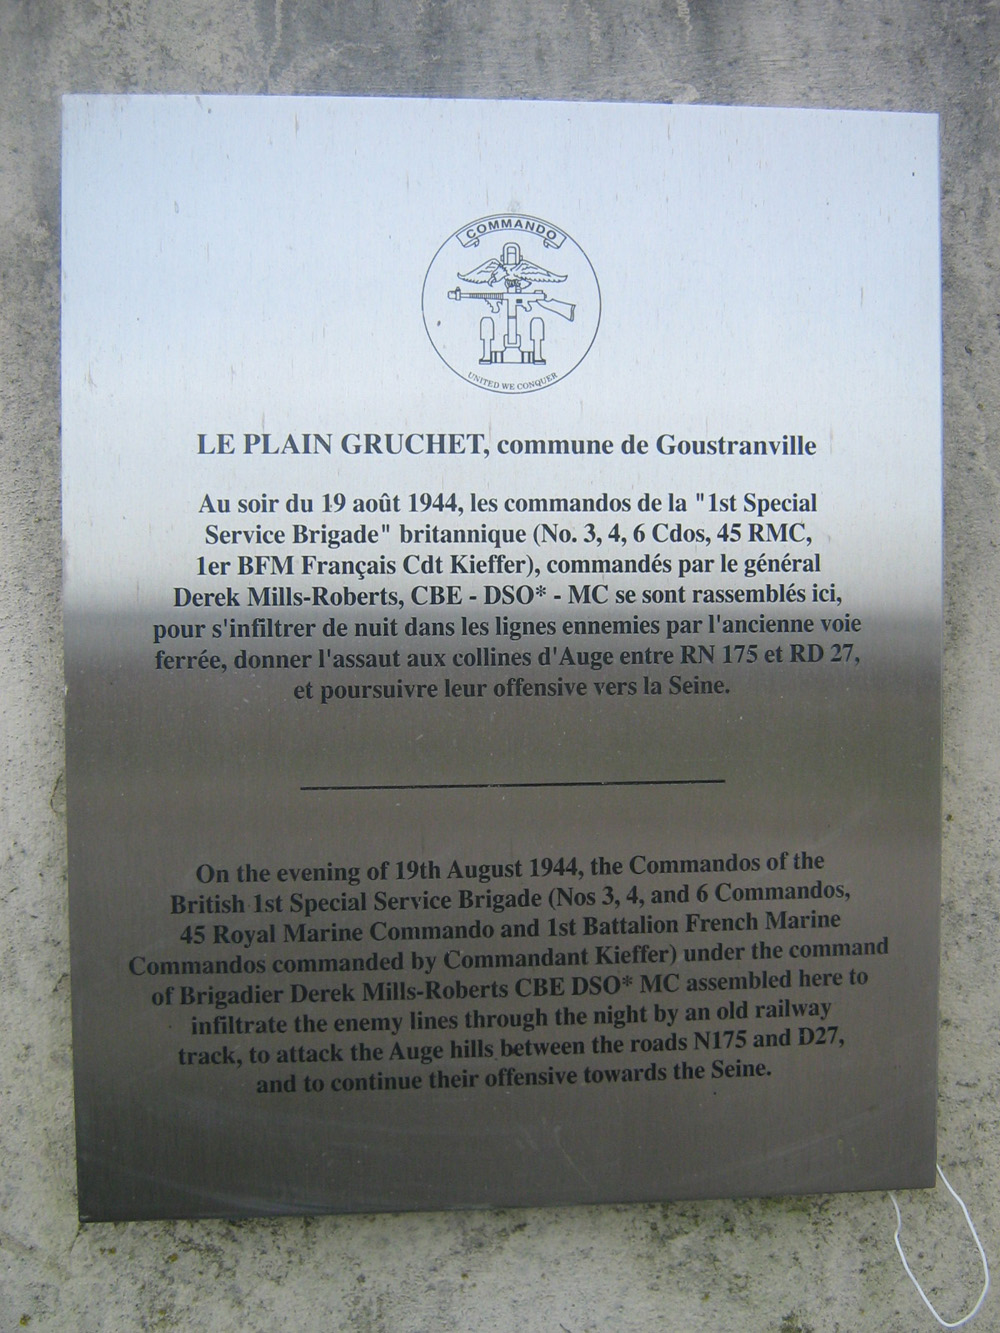 COMMANDO
UNITED WE CONQUER
LE PLAIN GRUCHET, commune de Goustranville
Au soir du 19 août 1944, les commandos de la "1st Special
Service Brigade" britannique (No. 3, 4, 6 Cdos, 45 RMC,
1er BFM Français Cdt Kieffer), commandés par le général
Derek Mills-Roberts, CBE - DSO* - MC se sont rassemblés ici,
pour s'infiltrer de nuit dans les lignes ennemies par l'ancienne voie
ferrée, donner l'assaut aux collines d'Auge entre RN 175 et RD 27,
et poursuivre leur offensive vers la Seine.
On the evening of 19th August 1944, the Commandos of the
British 1st Special Service Brigade (Nos 3, 4, and 6 Commandos,
45 Royal Marine Commando and 1st Battalion French Marine
Commandos commanded by Commandant Kieffer) under the command
of Brigadier Derek Mills-Roberts CBE DSO* MC assembled here to
infiltrate the enemy lines through the night by an old railway
track, to attack the Auge hills between the roads N175 and D27,
and to continue their offensive towards the Seine.